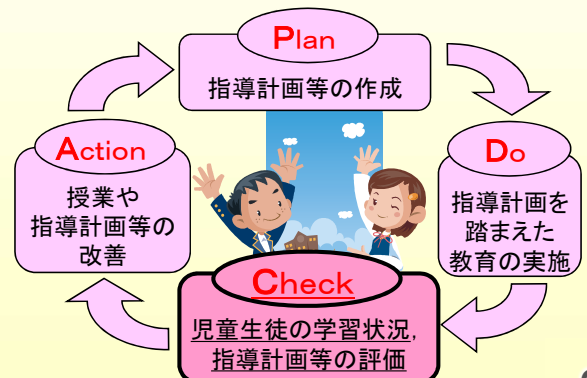 Plan
指導計画等の作成
Do
指導計画を
踏まえた
教育の実施
Check
児童生徒の学習状況,
指導計画等の評価
Action
授業や
指導計画等の
改善